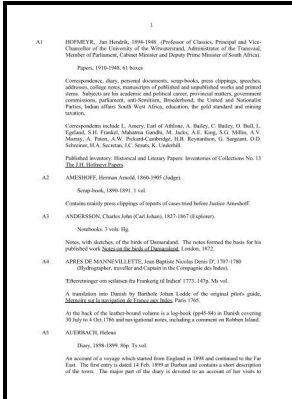 1
A1 HOFMEYR, Jan Hendrik, 1894-1948 (Professor of Classics, Principal and Vice-
Chancellor of the University of the Witwatersrand, Administrator of the Transvaal,
Member of Parliament, Cabinet Minister and Deputy Prime Minister of South Africa).
Papers, 1910-1948. 61 boxes
Correspondence, diary, personal documents, scrap-books, press clippings, speeches,
addresses, college notes, manuscripts of published and unpublished works and printed
items. Subjects are his academic and political career, provincial matters, government
commissions, parliament, anti-Semitism, Broederbond, the United and Nationalist
Parties, Indian affairs South West Africa, education, the gold standard and mining
taxation.
Correspondents include L. Amery, Earl of Athlone, A. Bailey, C. Bailey, O. Bull, L.
Egeland, S.H. Frankel, Mahatma Gandhi, M. Jacks, A.E. King, S.G. Millin, A.V.
Murray, A. Paton, A.W. Pickard-Cambridge, H.B. Reynardson, G. Sargeant, O.D.
Schreiner, H.A. Secretan, J.C. Smuts, K. Underhill.
Published inventory: Historical and Literary Papers: Inventories of Collections No. 13
The J.H. Hofmeyr Papers.
A2 AMESHOFF, Herman Arnold, 1860-1905 (Judge).
Scrap-book, 1890-1891. 1 vol.
Contains mainly press clippings of reports of cases tried before Justice Ameshoff.
A3 ANDERSSON, Charles John (Carl Johan), 1827-1867 (Explorer).
Notebooks. 3 vols. Hg.
Notes, with sketches, of the birds of Damaraland. The notes formed the basis for his
published work Notes on the birds of Damaraland, London, 1872.
A4 APRES DE MANNEVILLETTE, Jean Baptiste Nicolas Denis D', 1707-1780
(Hydrographer, traveller and Captain in the Compagnie des Indes).
'Efterretninger om seilatsen fra Frankerig til Indien' 1773. 147p. Ms vol.
A translation into Danish by Barthole Johan Lodde of the original pilot's guide,
Memoire sur la navigation de France aux Indes, Paris 1765.
At the back of the leather-bound volume is a log-book (pp45-84) in Danish covering
30 July to 4 Oct.1786 and navigational notes, including a comment on Robben Island.
A5 AUERBACH, Helena
Diary, 1898-1899. 86p. Ts vol.
An account of a voyage which started from England in 1898 and continued to the Far
East. The first entry is dated 14 Feb. 1899 at Durban and contains a short description
of the town. The major part of the diary is devoted to an account of her visits to